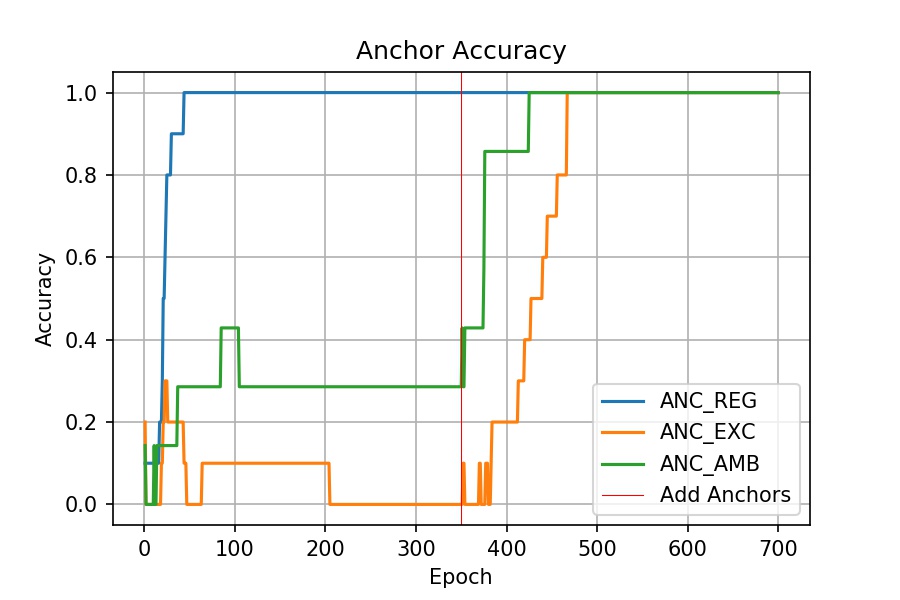 Anchor Accuracy
Accuracy
1.0
0.8
0.6
0.4
0.2
0.0
ANC_REG
ANC_EXC
ANC_AMB
Add Anchors
0 100 200 300 400 500 600 700
Epoch